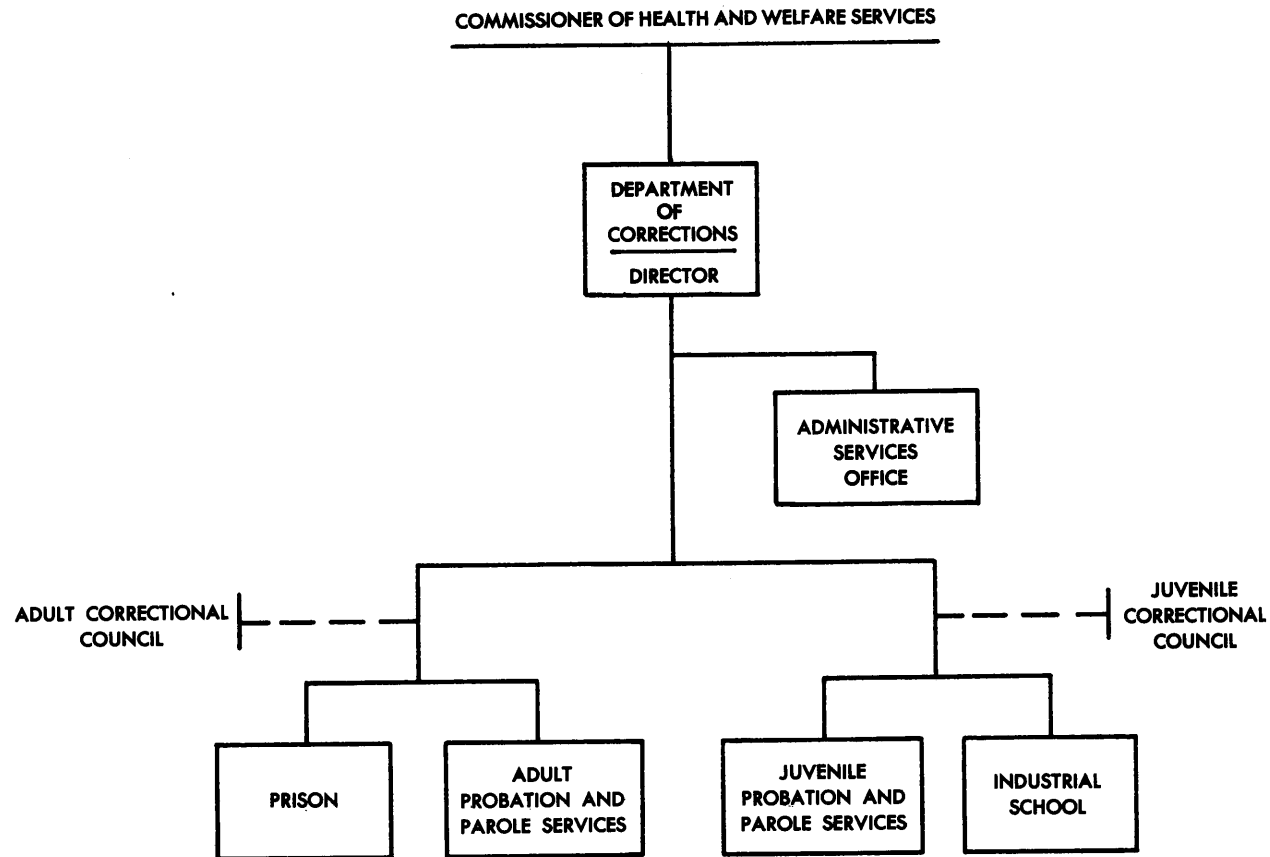 COMMISSIONER OF HEALTH AND WELFARE SERVICES
DEPARTMENT
OF
CORRECTIONS
DIRECTOR
ADMINISTRATIVE
SERVICES
OFFICE
ADULT CORRECTIONAL
COUNCIL
JUVENILE
CORRECTIONAL
COUNCIL
PRISON
ADULT
PROBATION AND
PAROLE SERVICES
JUVENILE
PROBATION AND
PAROLE SERVICES
INDUSTRIAL
SCHOOL